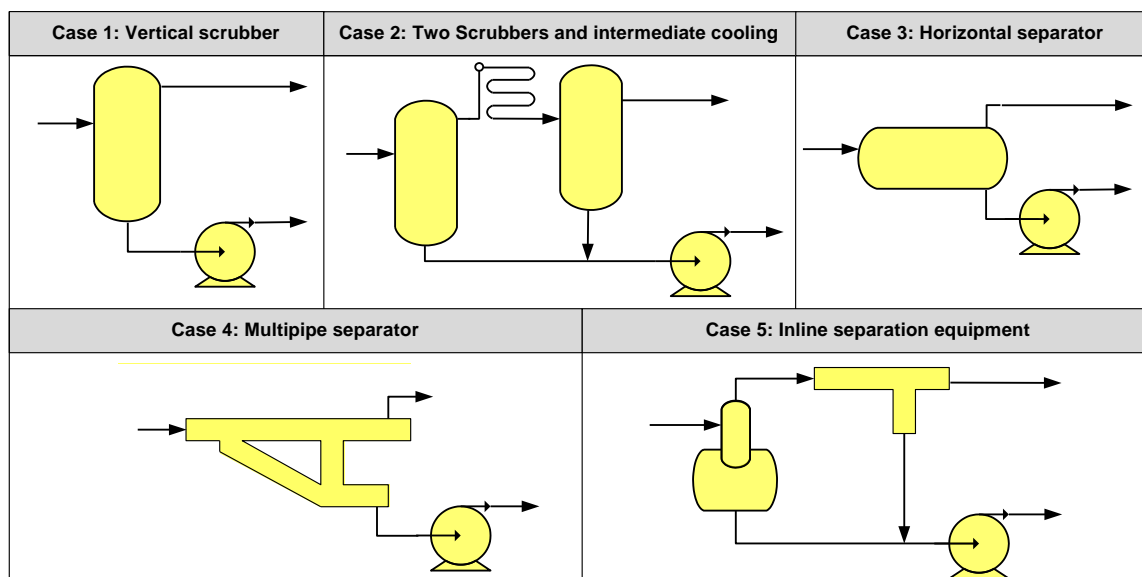 Case 1: Vertical scrubber
Case 2: Two Scrubbers and intermediate cooling
Case 3: Horizontal separator
Case 4: Multipipe separator
Case 5: Inline separation equipment